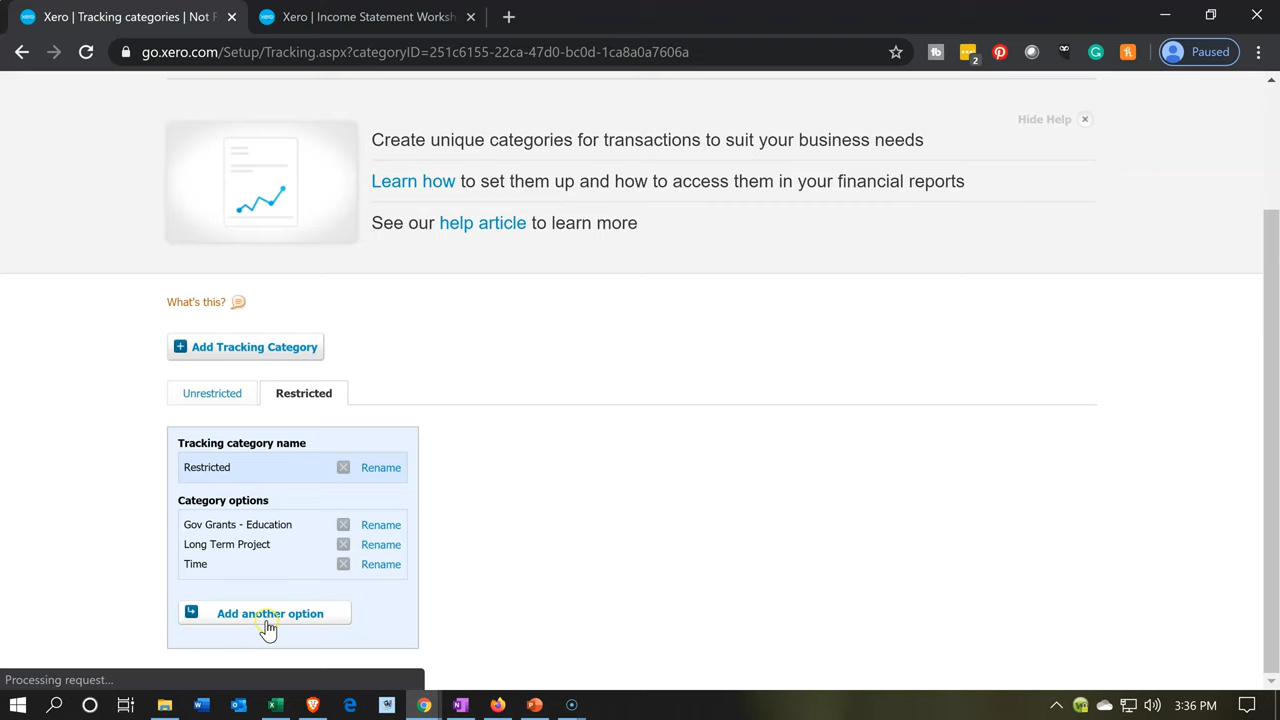 Xero | Tracking categories | Not F
Xero | Income Statement Worksh
go.xero.com/Setup/Tracking.aspx?categoryID=251c6155-22ca-47d0-bc0d-1ca8a0a7606a
2
Paused
Hide Help
Create unique categories for transactions to suit your business needs
Learn how to set them up and how to access them in your financial reports
See our help article to learn more
What's this?
Add Tracking Category
Unrestricted
Restricted
Tracking category name
Restricted
Rename
Category options
Gov Grants - Education
Rename
Long Term Project
Rename
Time
Rename
Add another option
Processing request...
3:36 PM